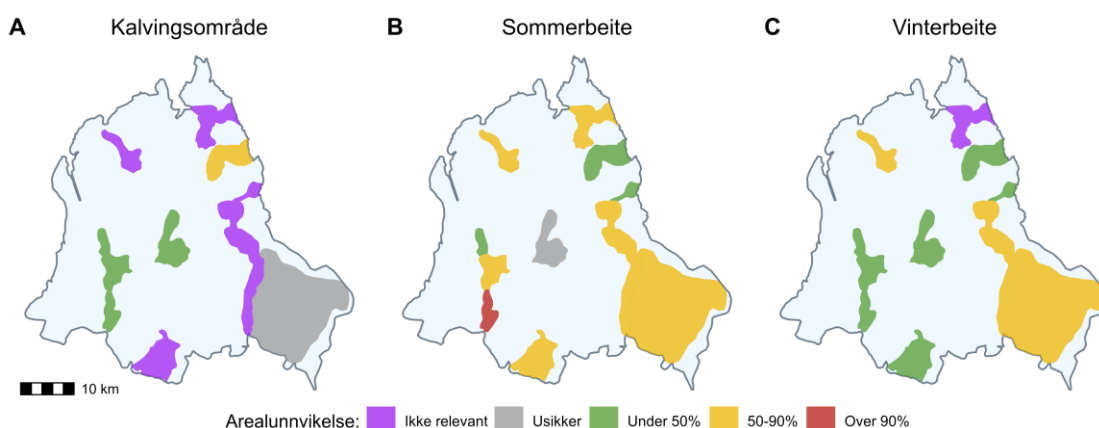 A Kalvingsområde B Sommerbeite C Vinterbeite
10 km
Arealunnvikelse: Ikke relevant Usikker Under 50% 50-90% Over 90%